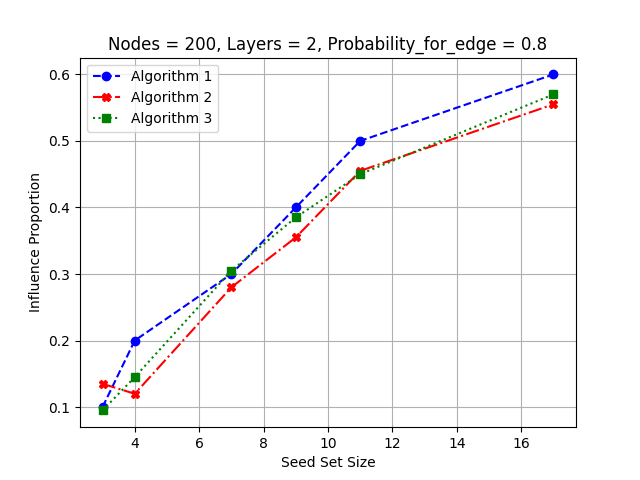 Nodes = 200, Layers = 2, Probability_for_edge = 0.8
Algorithm 1
Algorithm 2
Algorithm 3
Influence Proportion
0.6
0.5
0.4
0.3
0.2
0.1
4 6 8 10 12 14 16
Seed Set Size